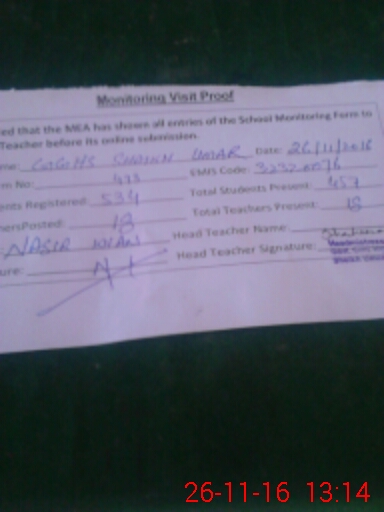 Monitoring Visit Proof
ed that the MEA has shown all entries of the School Monitoring Form to
Teacher before its online submission.
me: GGGHS SHAIKH UMAR Date: 26/11/2016
rm No: 473 EMIS Code: 32320076
ents Registered: 534 Total Students Present: 457
hersPosted: 18 Total Teachers Present: 18
NASIR KHAN Head Teacher Name:
ure: Head Teacher Signature:
26-11-16 13:14